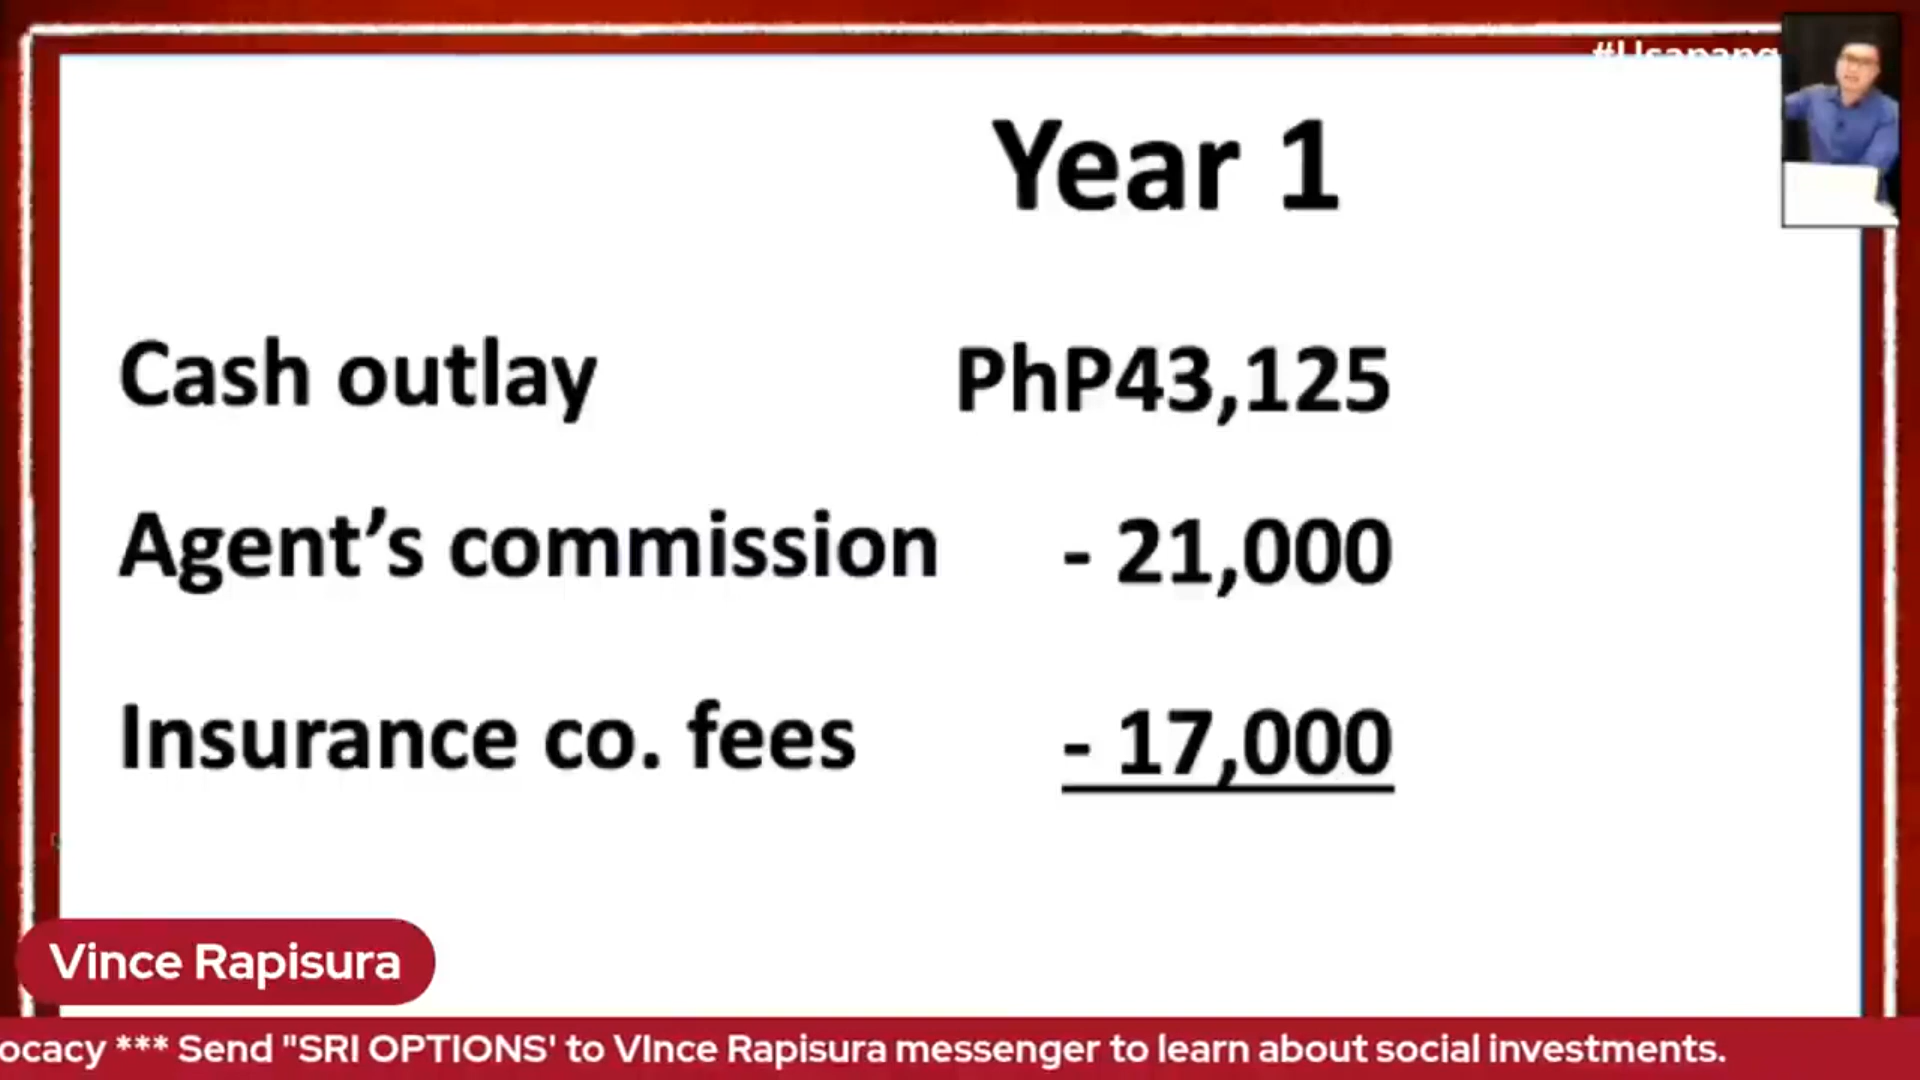 #Usapang
Year 1
Cash outlay PhP43,125
Agent's commission - 21,000
Insurance co. fees - 17,000
Vince Rapisura
ocacy *** Send "SRI OPTIONS' to VInce Rapisura messenger to learn about social investments.